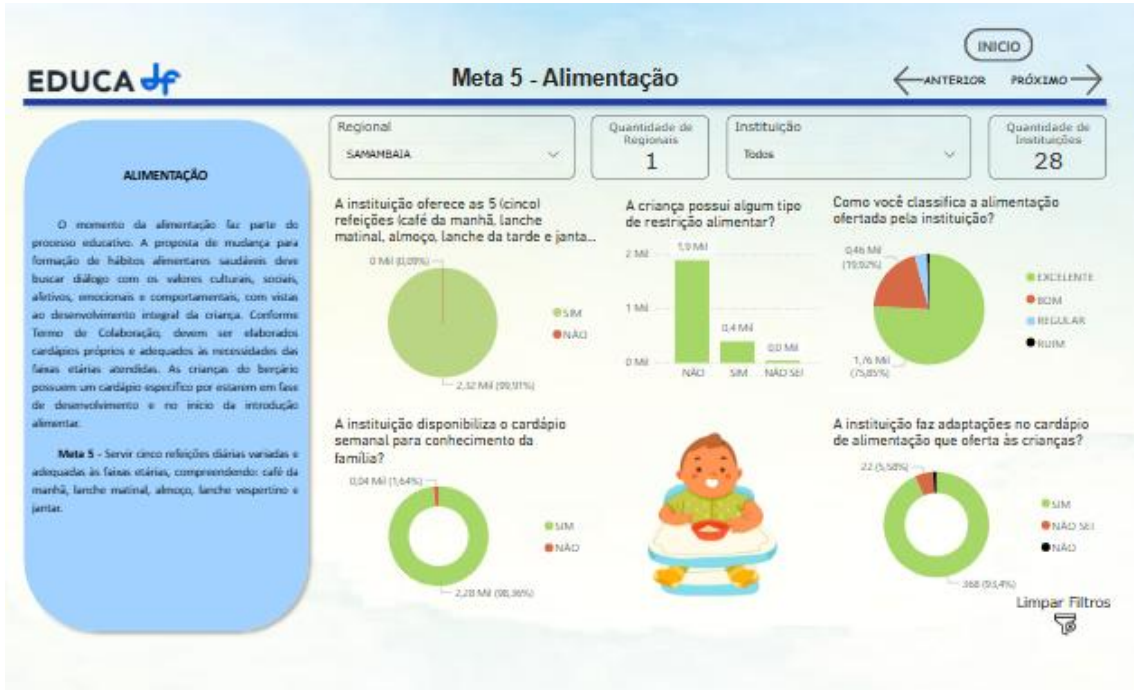 INICIO
EDUCA df
Meta 5 - Alimentação
ANTERIOR
PRÓXIMO
ALIMENTAÇÃO
O momento da alimentação faz parte do
processo educativo. A proposta de mudança para
formação de hábitos alimentares saudáveis deve
buscar diálogo com os valores culturais, sociais,
afetivos, emocionais e comportamentais, com vistas
ao desenvolvimento integral da criança. Conforme
Termo de Colaboração, devem ser elaborados
cardápios próprios e adequados às necessidades das
faixas etárias atendidas. As crianças do berçário
possuem um cardápio específico por estarem em fase
de desenvolvimento e no início da introdução
alimentar.
Meta 5 - Servir cinco refeições diárias variadas e
adequadas às faixas etárias, compreendendo: café da
manhã, lanche matinal, almoço, lanche vespertino e
jantar.
Regional
SAMAMBAIA
Quantidade de
Regionais
1
Instituição
Todos
Quantidade de
Instituições
28
A instituição oferece as 5 (cinco)
refeições (café da manhã, lanche
matinal, almoço, lanche da tarde e janta...
0 Mil (0,09%)
SIM
NÃO
2,32 Mil (99,91%)
A criança possui algum tipo
de restrição alimentar?
2 Mil
1 Mil
0 Mil
1,9 Mil
0,4 Mil
0,0 Mil
NÃO
SIM
NÃO SEI
Como você classifica a alimentação
ofertada pela instituição?
0,46 Mil
(19,92%)
EXCELENTE
BOM
REGULAR
RUIM
1,76 Mil
(75,85%)
A instituição disponibiliza o cardápio
semanal para conhecimento da
família?
0,04 Mil (1,64%)
SIM
NÃO
2,28 Mil (98,36%)
A instituição faz adaptações no cardápio
de alimentação que oferta às crianças?
22 (5,58%)
SIM
NÃO SEI
NÃO
368 (93,4%)
Limpar Filtros